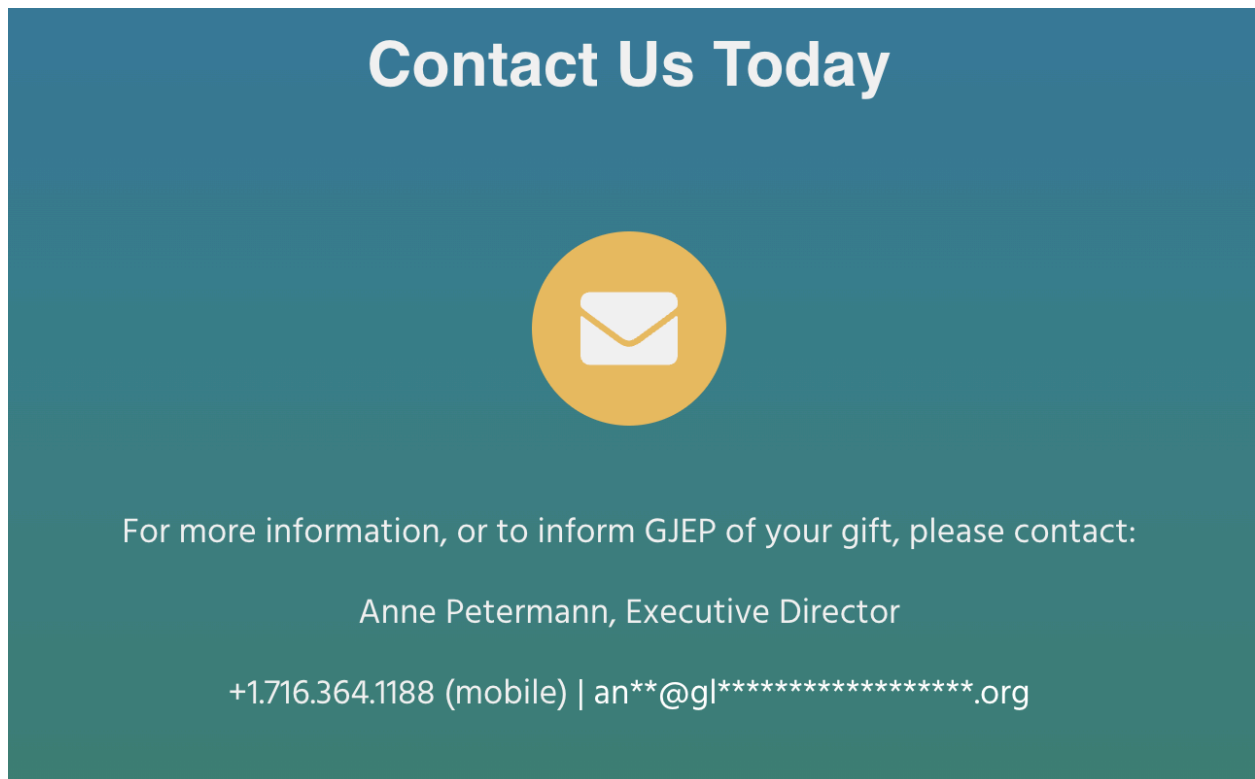 Contact Us Today
For more information, or to inform GJEP of your gift, please contact:
Anne Petermann, Executive Director
+1.716.364.1188 (mobile) | an**@gl******************.org